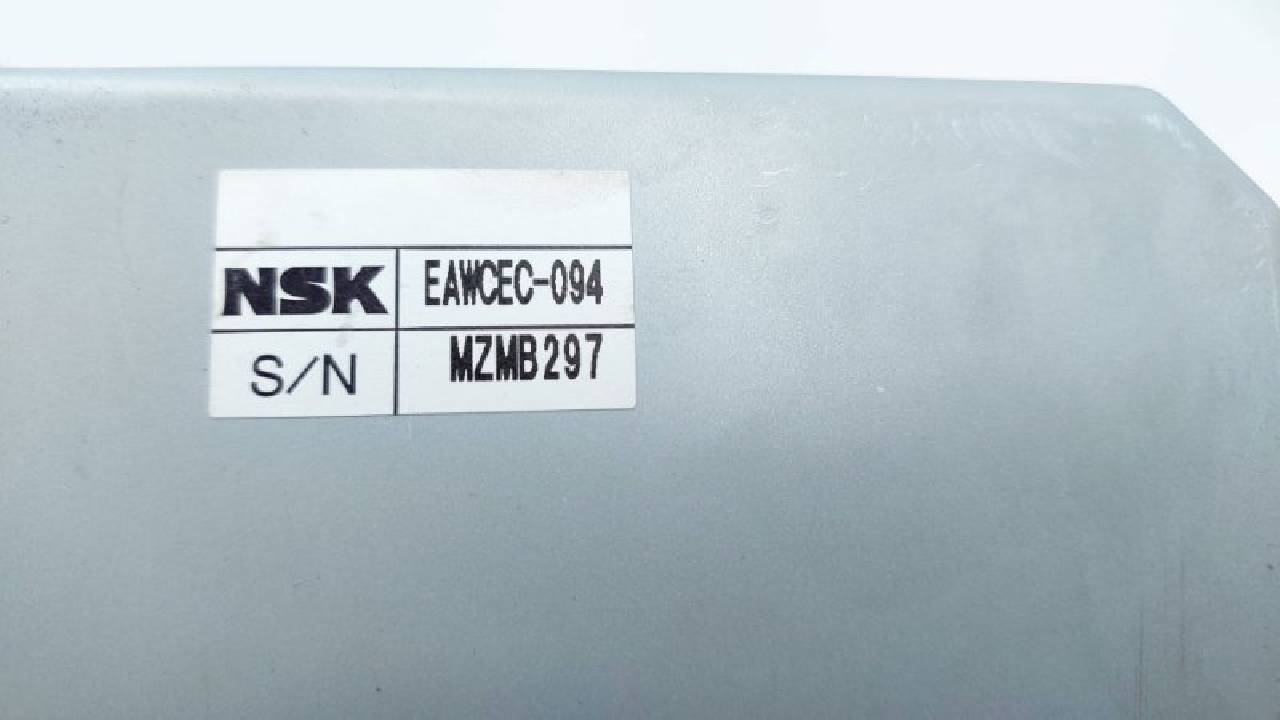 NSK EAWCEC-094
S/N MZMB297